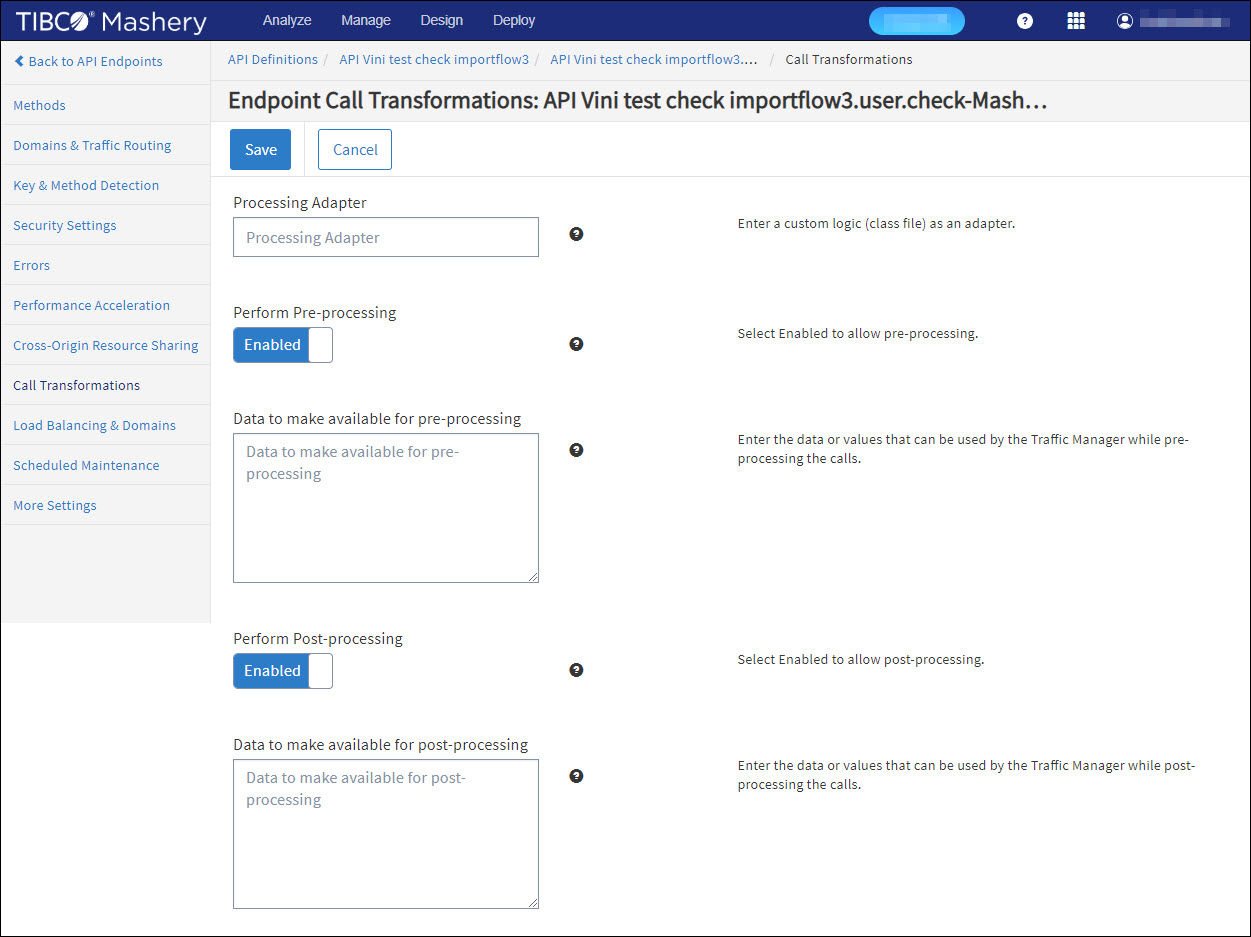 TIBCO® Mashery Analyze Manage Design Deploy
Back to API Endpoints
API Definitions / API Vini test check importflow3 / API Vini test check importflow3.... / Call Transformations
Endpoint Call Transformations: API Vini test check importflow3.user.check-Mash...
Methods
Domains & Traffic Routing
Key & Method Detection
Security Settings
Errors
Performance Acceleration
Cross-Origin Resource Sharing
Call Transformations
Load Balancing & Domains
Scheduled Maintenance
More Settings
Save Cancel
Processing Adapter
Processing Adapter
Enter a custom logic (class file) as an adapter.
Perform Pre-processing
Enabled
Select Enabled to allow pre-processing.
Data to make available for pre-processing
Data to make available for pre-
processing
Enter the data or values that can be used by the Traffic Manager while pre-
processing the calls.
Perform Post-processing
Enabled
Select Enabled to allow post-processing.
Data to make available for post-processing
Data to make available for post-
processing
Enter the data or values that can be used by the Traffic Manager while post-
processing the calls.